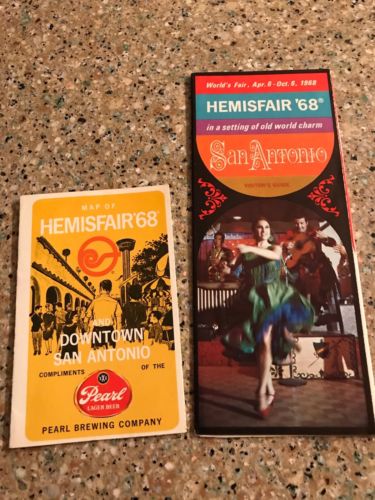 MAP OF
HEMISFAIR '68
AND
DOWNTOWN
SAN ANTONIO
COMPLIMENTS OF THE
XXX
Pearl
LAGER BEER
PEARL BREWING COMPANY
World's Fair, Apr. 6 - Oct. 6, 1968
HEMISFAIR '68®
in a setting of old world charm
San Antonio
VISITOR'S GUIDE